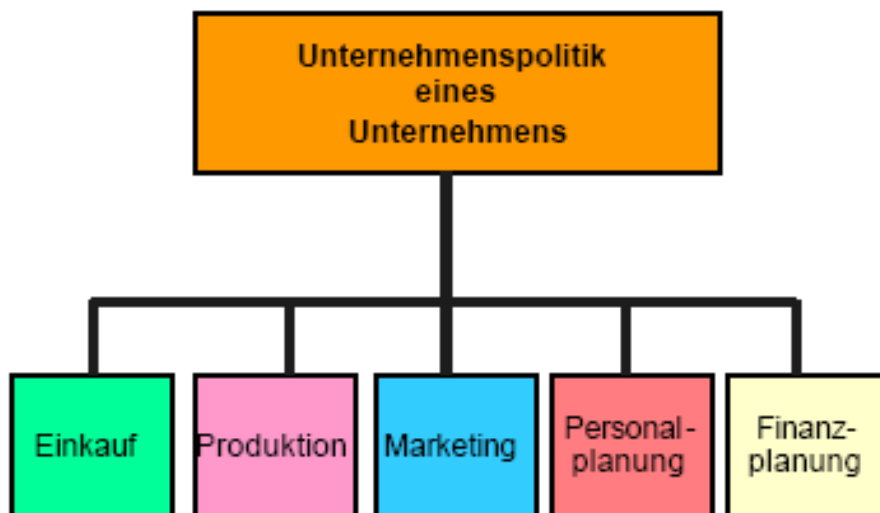 Unternehmenspolitik
eines
Unternehmens
Einkauf
Produktion
Marketing
Personal-
planung
Finanz-
planung